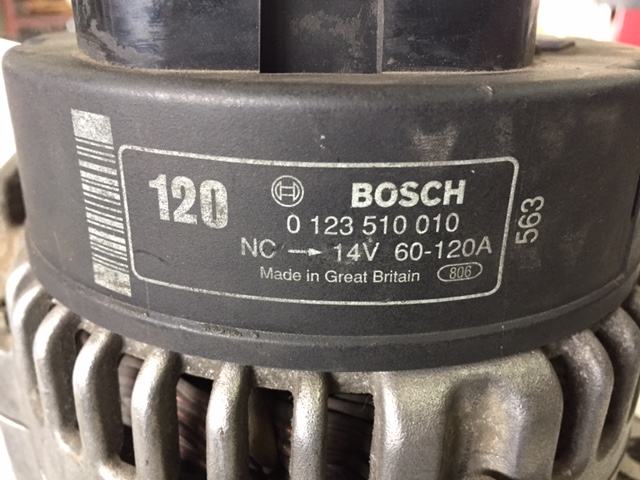 120 BOSCH
0 123 510 010
NC → 14V 60-120A
Made in Great Britain 806
563